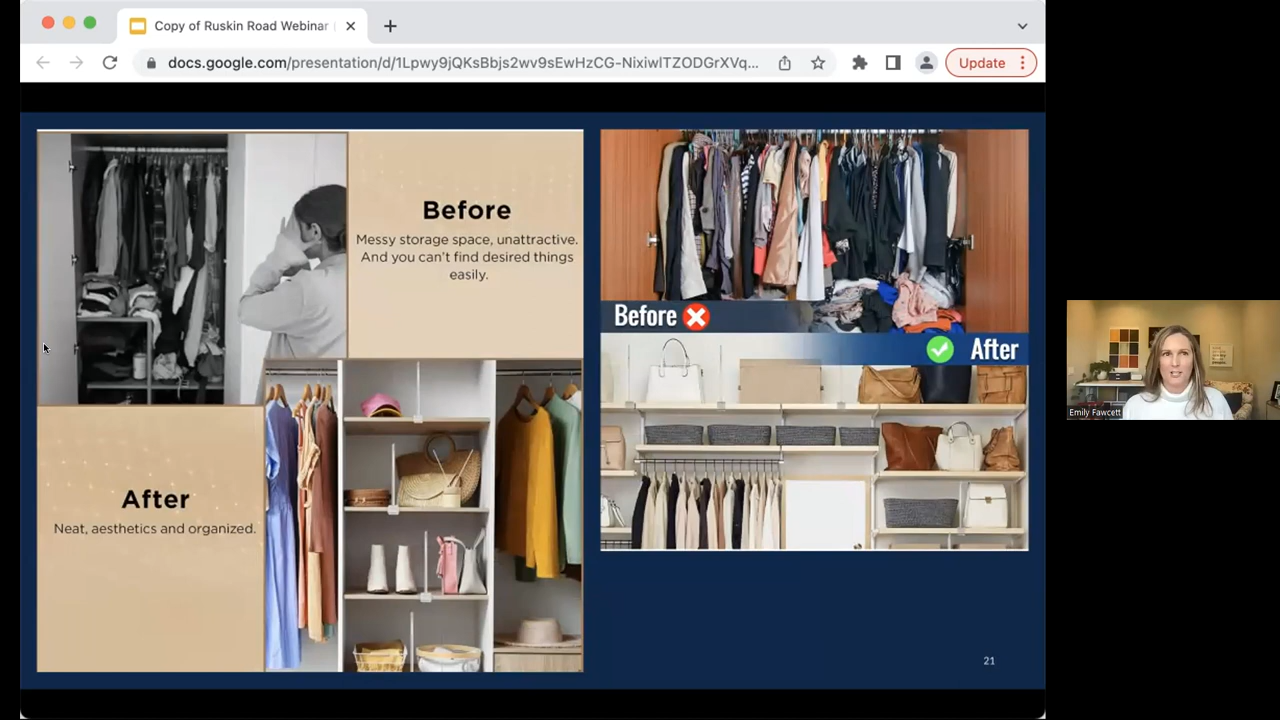 Copy of Ruskin Road Webinar
docs.google.com/presentation/d/1Lpwy9jQKsBbjs2wv9sEwHzCG-NixiwITZODGrXVq...
Update
Before
Messy storage space, unattractive.
And you can't find desired things
easily.
After
Neat, aesthetics and organized.
Before
After
21
Emily Fawcett